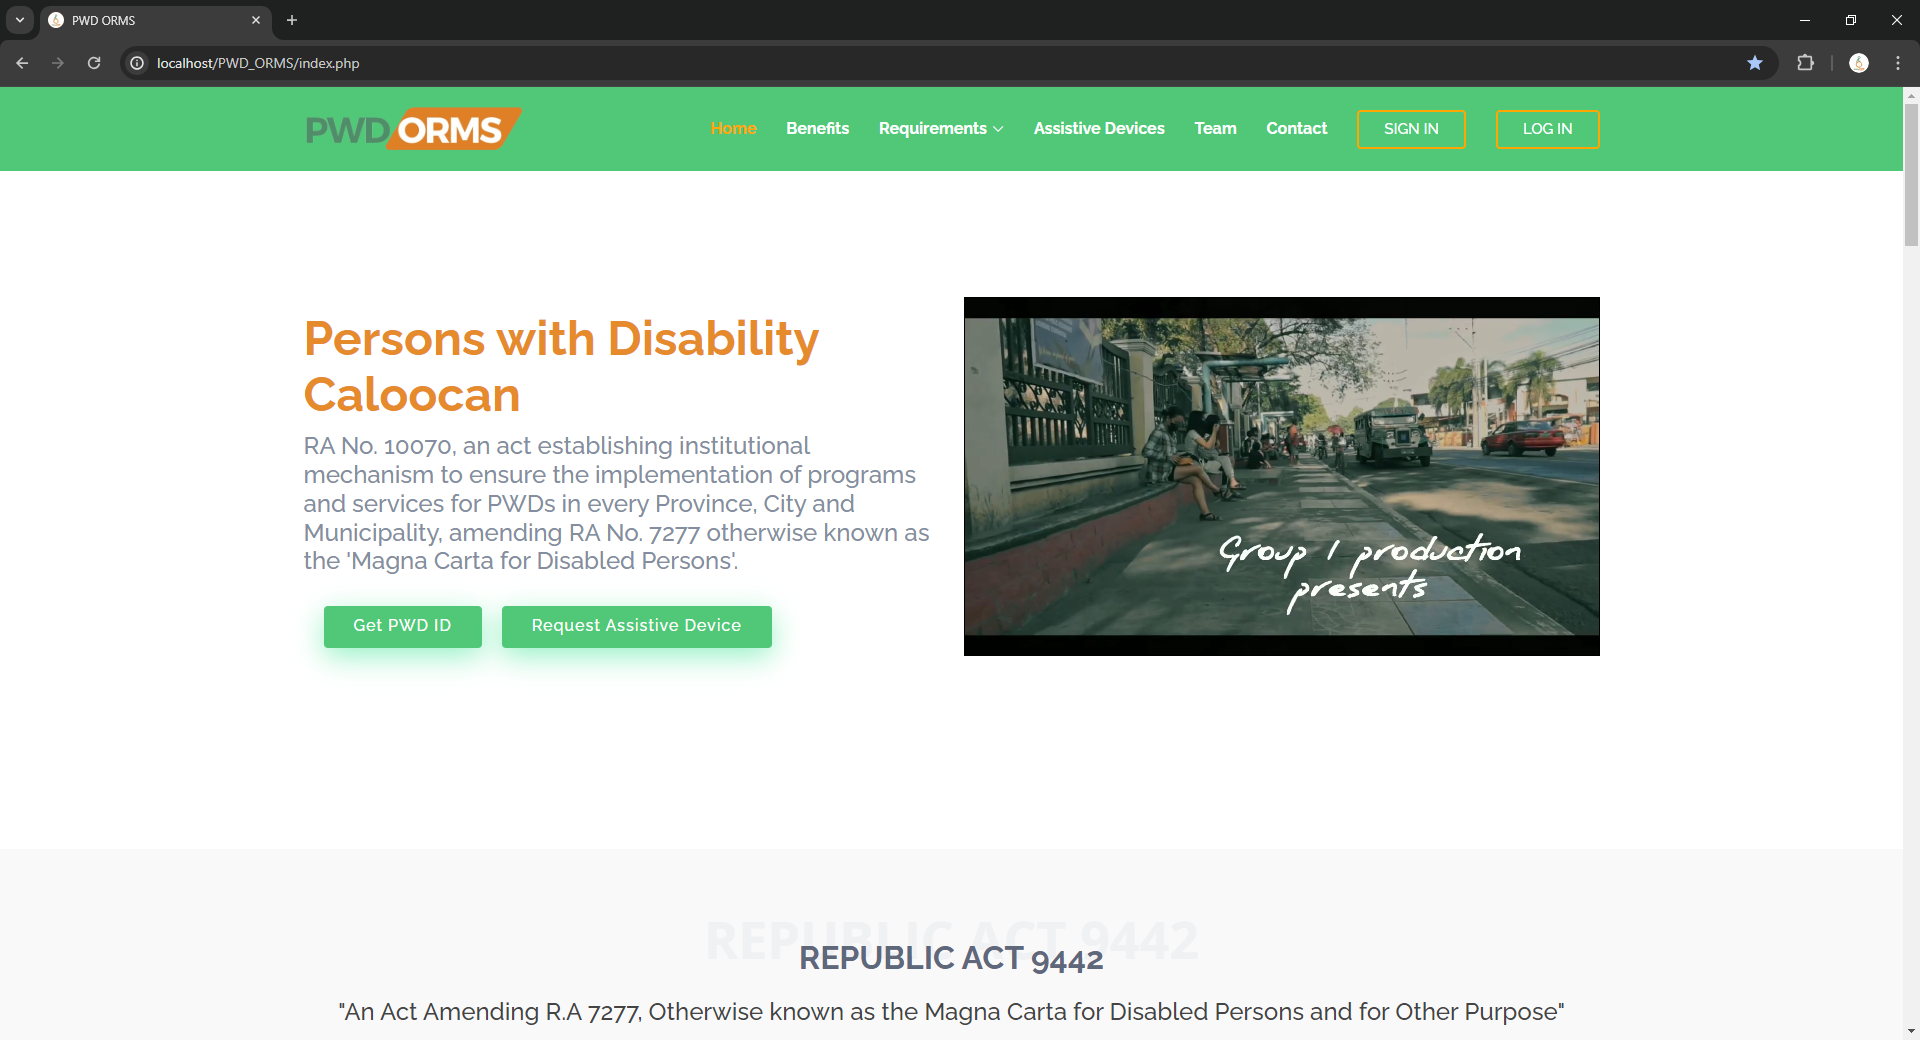 PWD ORMS
localhost/PWD_ORMS/index.php
PWD ORMS
Home Benefits Requirements Assistive Devices Team Contact SIGN IN LOG IN
Persons with Disability
Caloocan
RA No. 10070, an act establishing institutional
mechanism to ensure the implementation of programs
and services for PWDs in every Province, City and
Municipality, amending RA No. 7277 otherwise known as
the 'Magna Carta for Disabled Persons'.
Get PWD ID Request Assistive Device
Group 1 production
presents
REPUBLIC ACT 9442
REPUBLIC ACT 9442
"An Act Amending R.A 7277, Otherwise known as the Magna Carta for Disabled Persons and for Other Purpose"